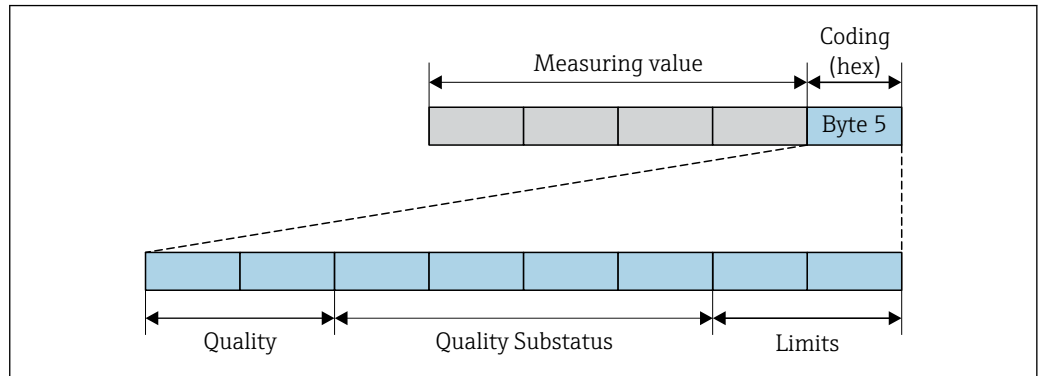 Coding
(hex)
Measuring value
Byte 5
Quality
Quality Substatus
Limits